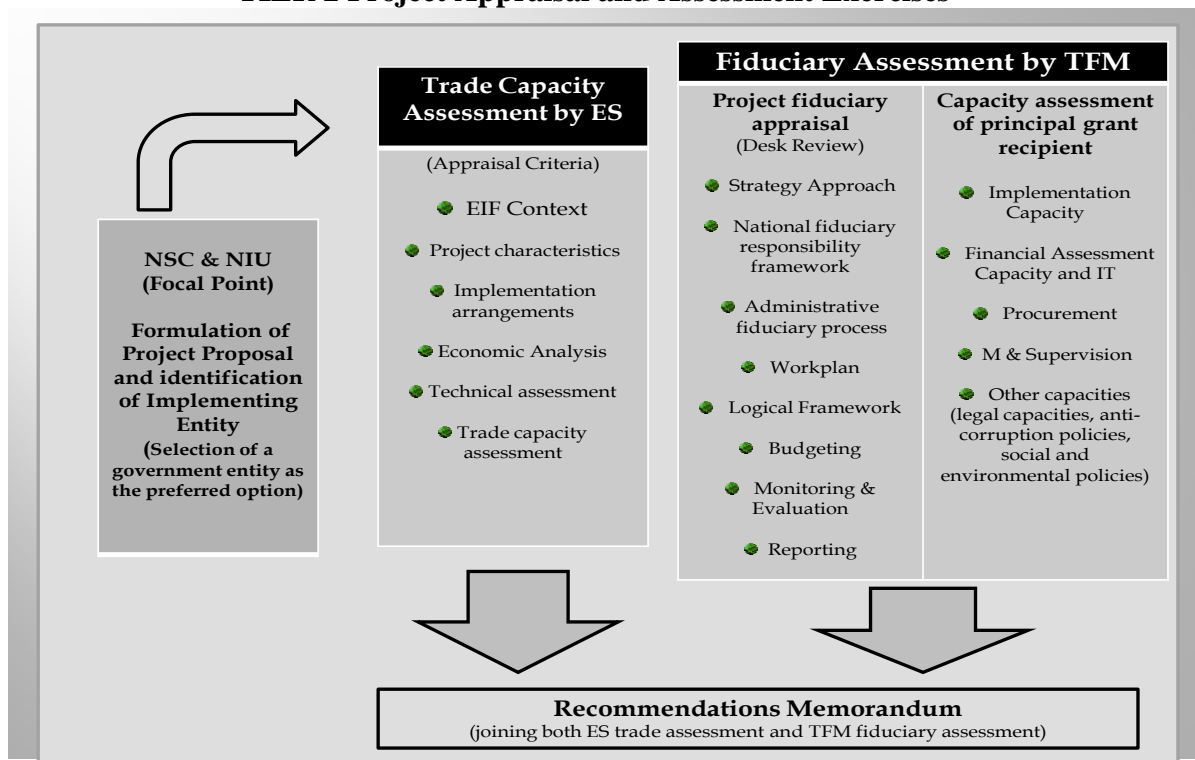 Project Appraisal and Assessment Exercises
NSC & NIU
(Focal Point)
Formulation of
Project Proposal
and identification
of Implementing
Entity
(Selection of a
government entity as
the preferred option)
Trade Capacity
Assessment by ES
(Appraisal Criteria)
EIF Context
Project characteristics
Implementation
arrangements
Economic Analysis
Technical assessment
Trade capacity
assessment
Fiduciary Assessment by TFM
Project fiduciary
appraisal
(Desk Review)
Strategy Approach
National fiduciary
responsibility
framework
Administrative
fiduciary process
Workplan
Logical Framework
Budgeting
Monitoring &
Evaluation
Reporting
Capacity assessment
of principal grant
recipient
Implementation
Capacity
Financial Assessment
Capacity and IT
Procurement
M & Supervision
Other capacities
(legal capacities, anti-
corruption policies,
social and
environmental policies)
Recommendations Memorandum
(joining both ES trade assessment and TFM fiduciary assessment)